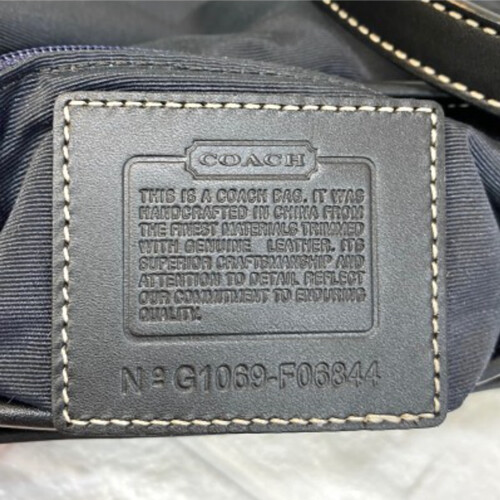 COACH
THIS IS A COACH BAG. IT WAS
HANDCRAFTED IN CHINA FROM
THE FINEST MATERIALS TRIMMED
WITH GENUINE LEATHER. ITS
SUPERIOR CRAFTSMANSHIP AND
ATTENTION TO DETAIL REFLECT
OUR COMMITMENT TO ENDURING
QUALITY.
Nº G1069-F06844